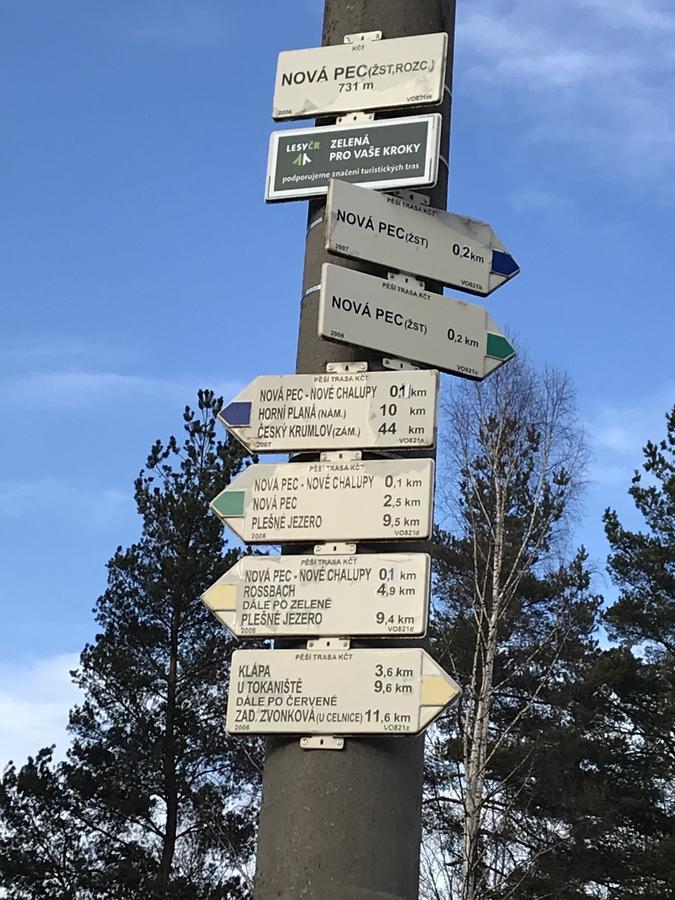 KČT
NOVÁ PEC (ŽST,ROZC.)
731 m
2006 VO821w
LESY ČR ZELENÁ
PRO VAŠE KROKY
podporujeme značení turistických tras
PĚŠÍ TRASA KČT
NOVÁ PEC (ŽST) 0,2 km
2007 VO821b
PĚŠÍ TRASA KČT
NOVÁ PEC (ŽST) 0,2 km
2008 VO821e
PĚŠÍ TRASA KČT
NOVÁ PEC - NOVÉ CHALUPY 0,1 km
HORNÍ PLANÁ (NÁM.) 10 km
ČESKÝ KRUMLOV (ZÁM.) 44 km
2007 VO821a
PĚŠÍ TRASA KČT
NOVÁ PEC - NOVÉ CHALUPY 0,1 km
NOVÁ PEC 2,5 km
PLEŠNÉ JEZERO 9,5 km
2008 VO821d
PĚŠÍ TRASA KČT
NOVÁ PEC - NOVÉ CHALUPY 0,1 km
ROSSBACH 4,9 km
DÁLE PO ZELENÉ
PLEŠNÉ JEZERO 9,4 km
2006 VO821d
PĚŠÍ TRASA KČT
KLÁPA 3,6 km
U TOKANIŠTĚ 9,6 km
DÁLE PO ČERVENÉ
ZAD. ZVONKOVÁ (U CELNICE) 11,6 km
2006 VO821c